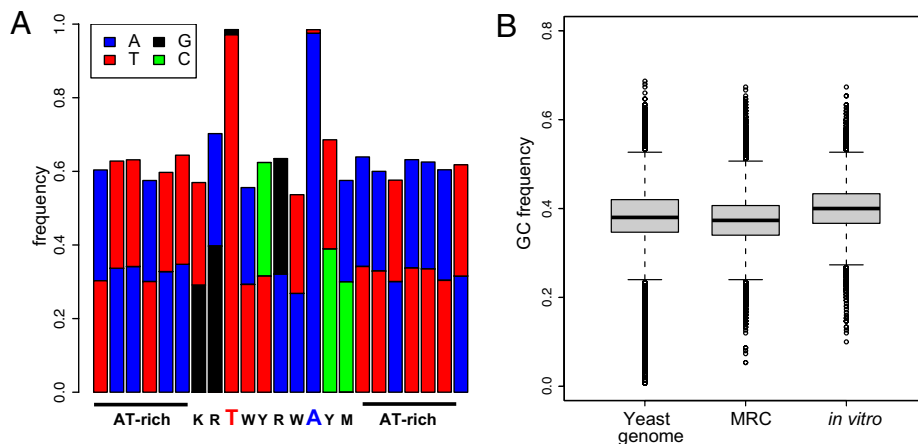 A
frequency
1.0
0.8
0.6
0.4
0.2
0.0
A G
T C
AT-rich K R T W Y R W A Y M AT-rich
B
GC frequency
0.8
0.6
0.4
0.2
0.0
Yeast genome
MRC
in vitro